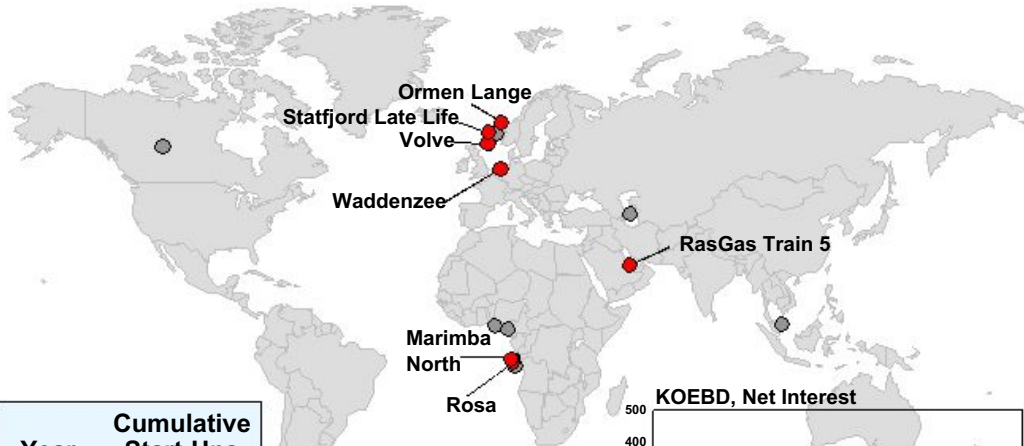 Ormen Lange
Statfjord Late Life
Volve
Waddenzee
RasGas Train 5
Marimba
North
Rosa
KOEBD, Net Interest
500
400
Cumulative
Year Start-Ups